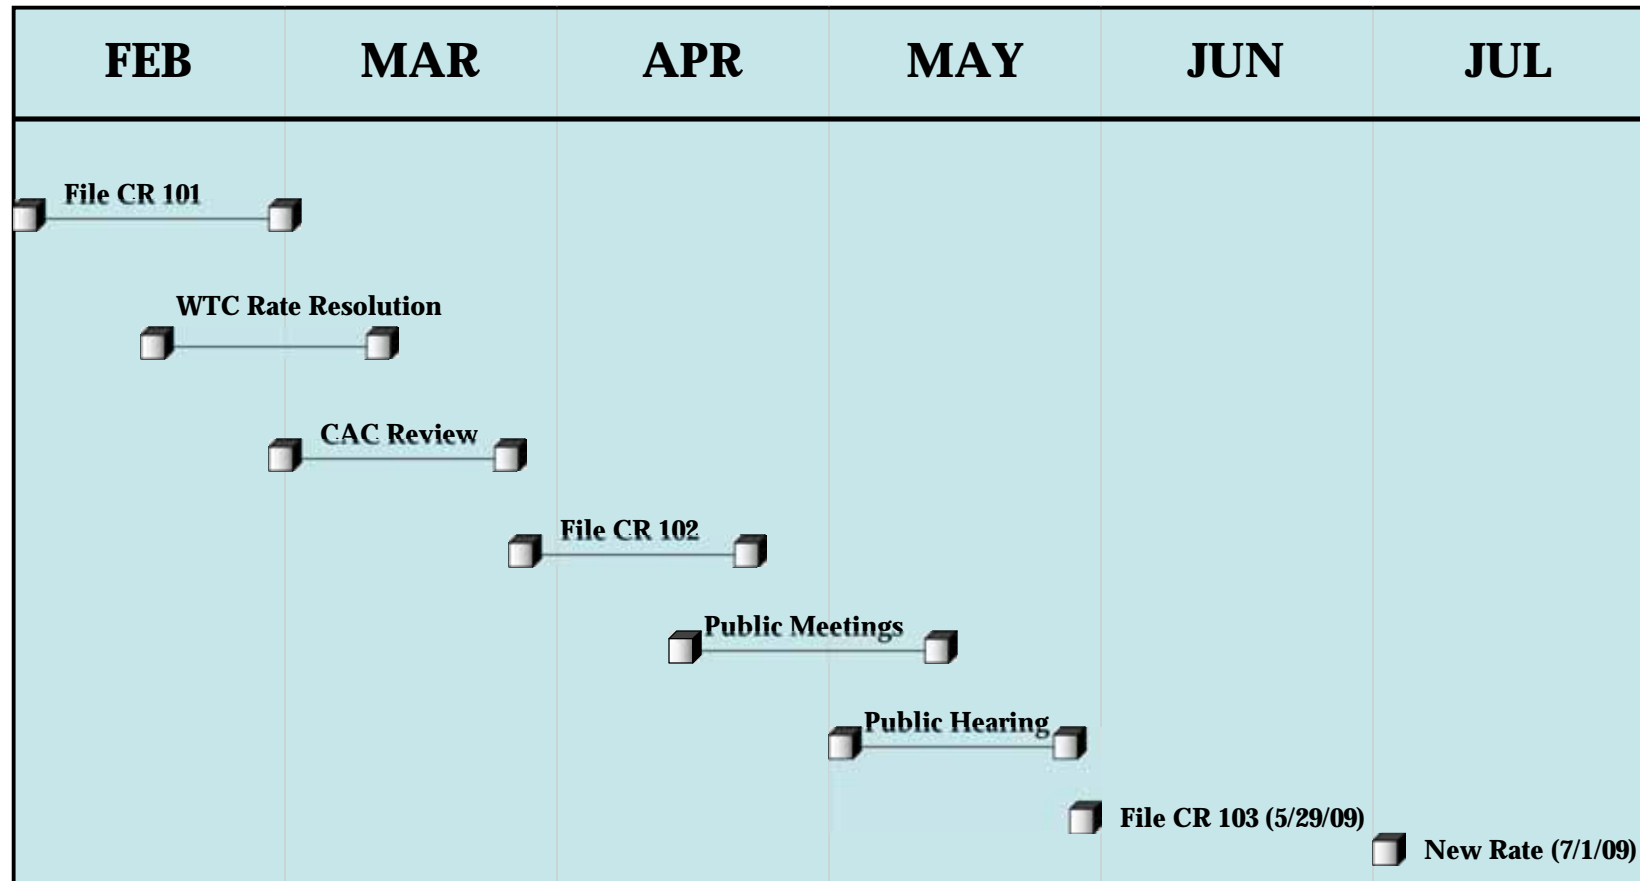 FEB MAR APR MAY JUN JUL
File CR 101
WTC Rate Resolution
CAC Review
File CR 102
Public Meetings
Public Hearing
File CR 103 (5/29/09)
New Rate (7/1/09)